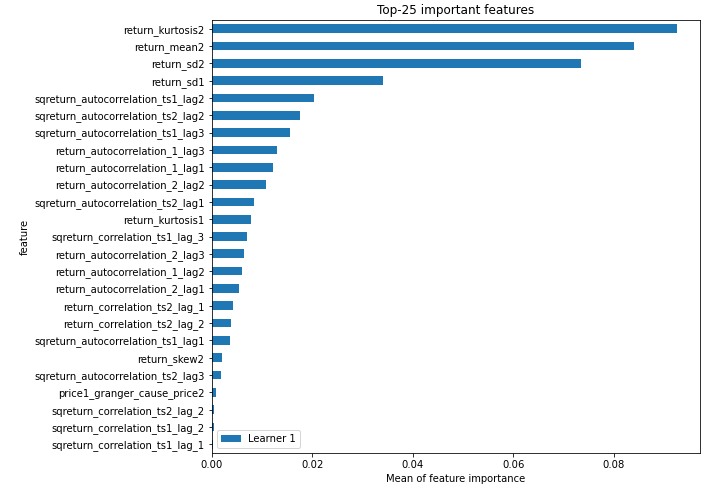 Top-25 important features
return_kurtosis2
return_mean2
return_sd2
return_sd1
sqreturn_autocorrelation_ts1_lag2
sqreturn_autocorrelation_ts2_lag2
sqreturn_autocorrelation_ts1_lag3
return_autocorrelation_1_lag3
return_autocorrelation_1_lag1
return_autocorrelation_2_lag2
sqreturn_autocorrelation_ts2_lag1
return_kurtosis1
sqreturn_correlation_ts1_lag_3
return_autocorrelation_2_lag3
return_autocorrelation_1_lag2
return_autocorrelation_2_lag1
return_correlation_ts2_lag_1
return_correlation_ts2_lag_2
sqreturn_autocorrelation_ts1_lag1
return_skew2
sqreturn_autocorrelation_ts2_lag3
price1_granger_cause_price2
sqreturn_correlation_ts2_lag_2
sqreturn_correlation_ts1_lag_2
sqreturn_correlation_ts1_lag_1
feature
Learner 1
0.00 0.02 0.04 0.06 0.08
Mean of feature importance